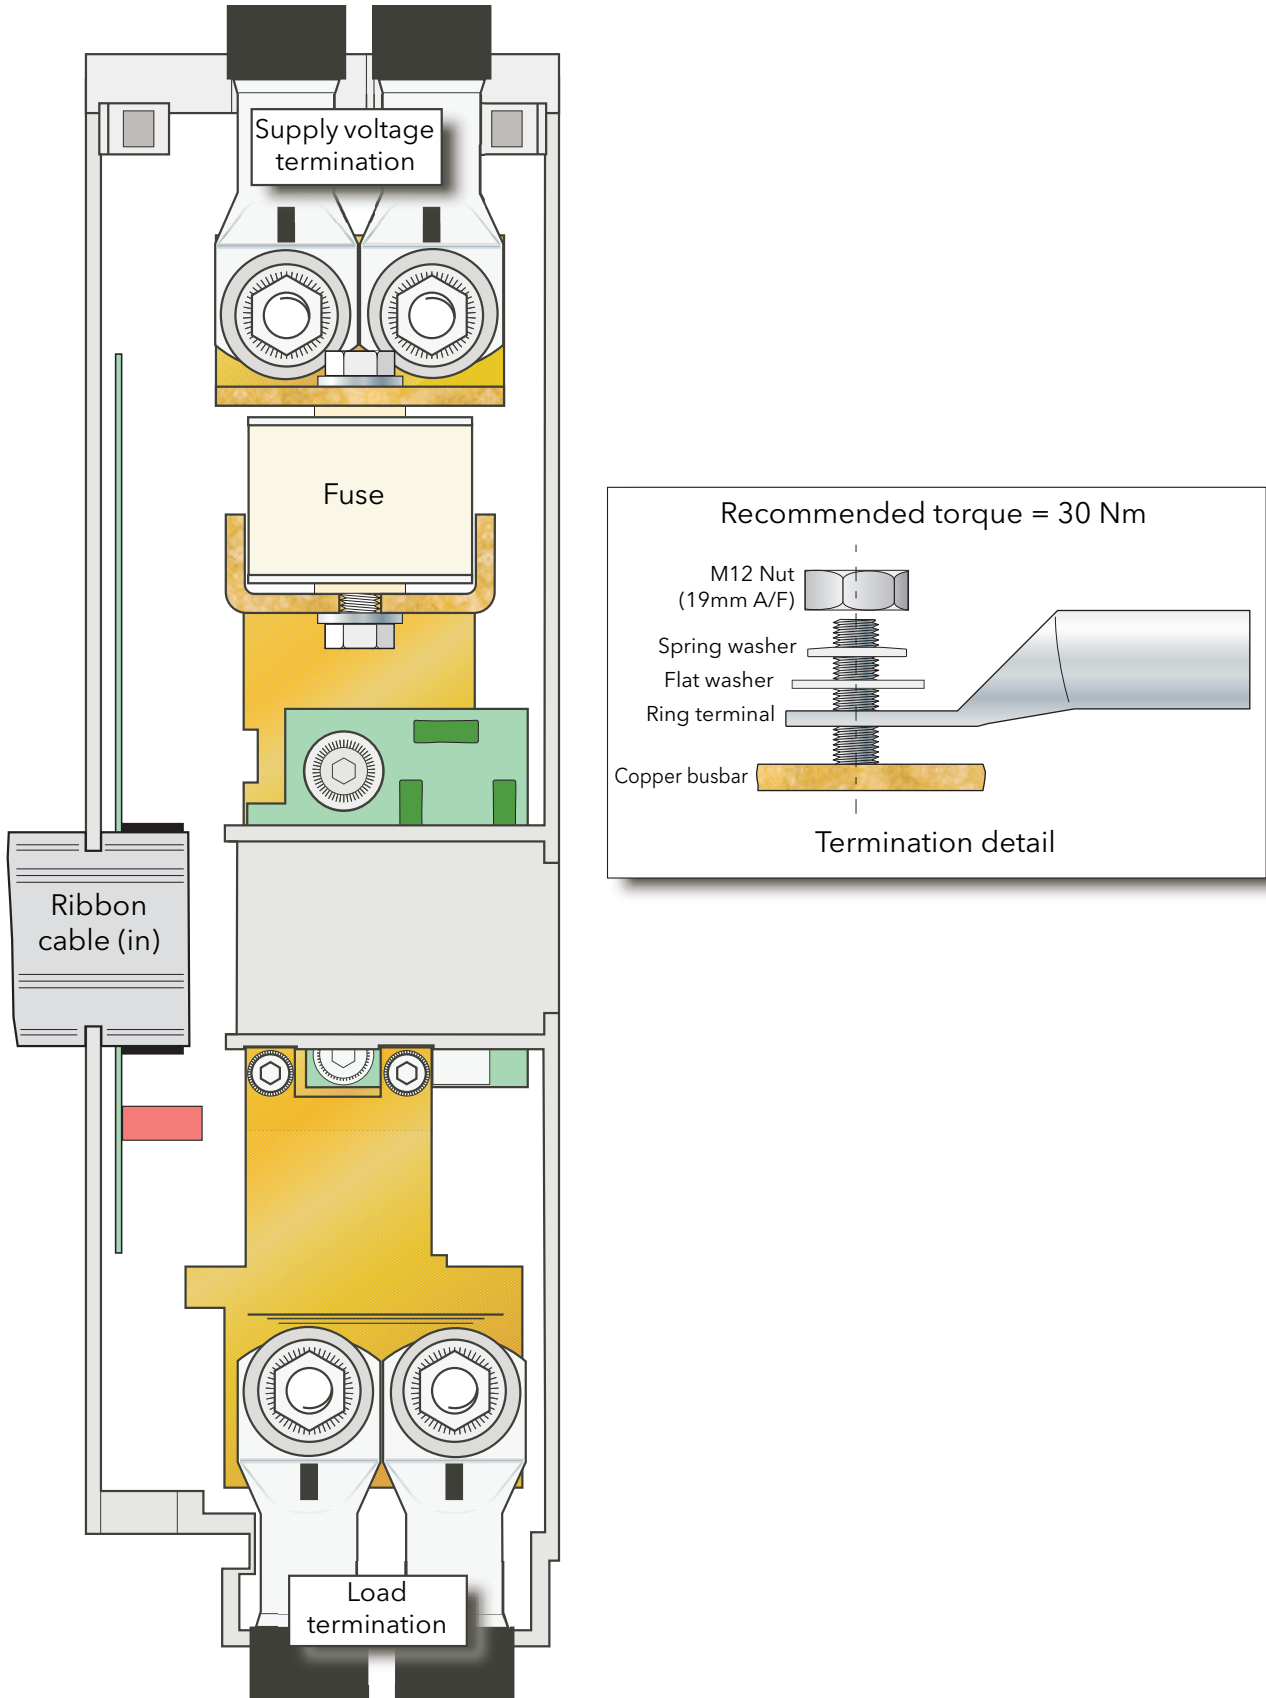 Supply voltage
termination
Fuse
Ribbon
cable (in)
Load
termination
Recommended torque = 30 Nm
M12 Nut
(19mm A/F)
Spring washer
Flat washer
Ring terminal
Copper busbar
Termination detail